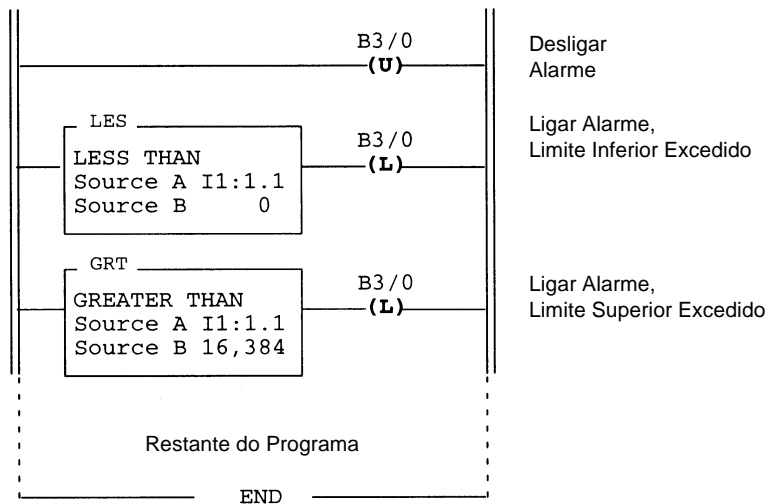 B3/0
(U)
Desligar
Alarme
LES
LESS THAN
Source A I1:1.1
Source B 0
B3/0
(L)
Ligar Alarme,
Limite Inferior Excedido
GRT
GREATER THAN
Source A I1:1.1
Source B 16,384
B3/0
(L)
Ligar Alarme,
Limite Superior Excedido
Restante do Programa
END